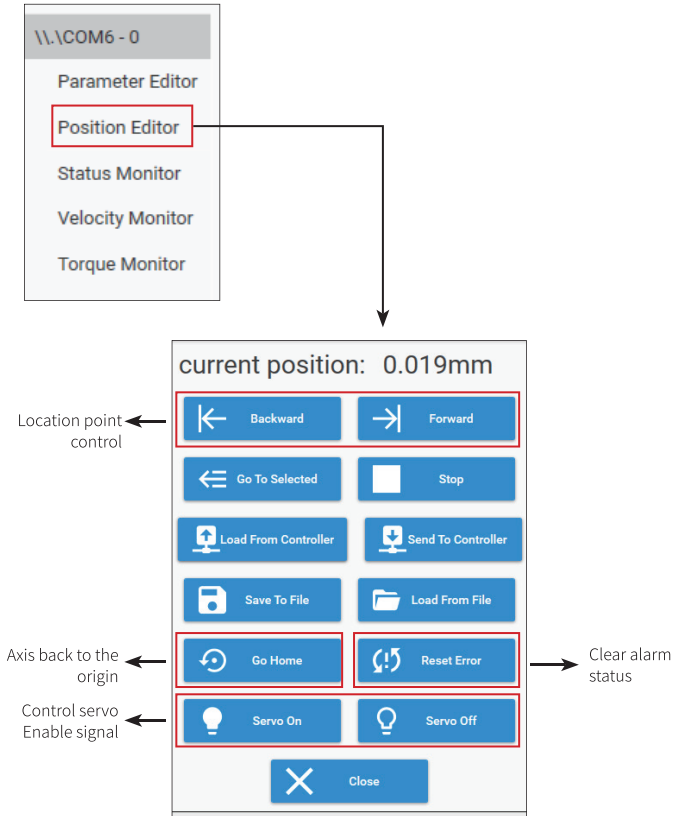 \\.\COM6 - 0
Parameter Editor
Position Editor
Status Monitor
Velocity Monitor
Torque Monitor
current position: 0.019mm
Location point
control
Backward
Forward
Go To Selected
Stop
Load From Controller
Send To Controller
Save To File
Load From File
Axis back to the
origin
Go Home
Reset Error
Clear alarm
status
Control servo
Enable signal
Servo On
Servo Off
Close